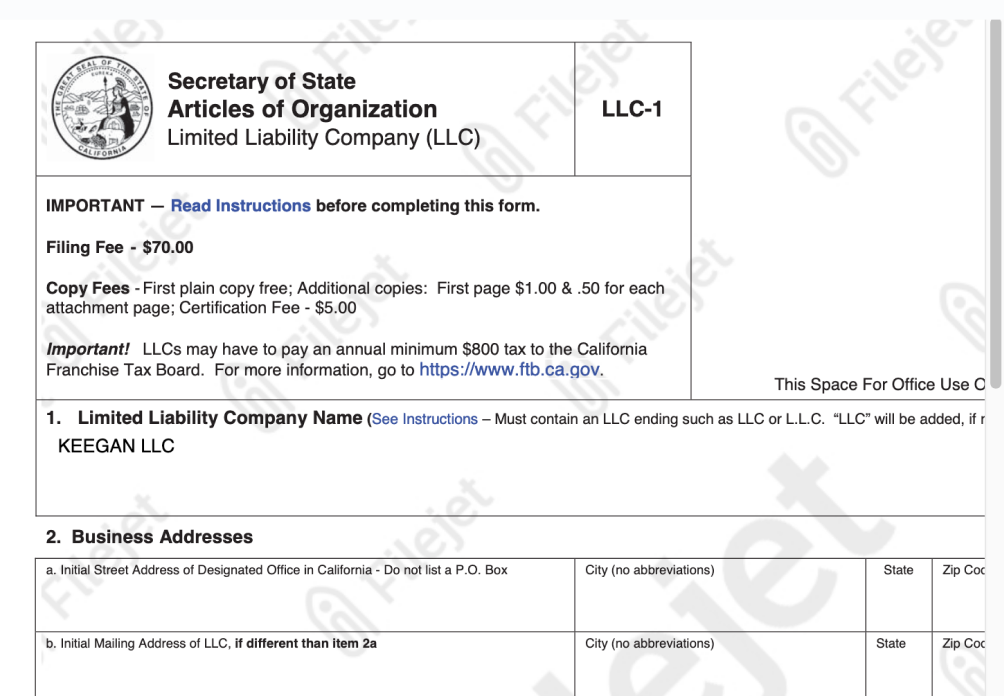 Secretary of State
Articles of Organization
Limited Liability Company (LLC)
LLC-1
IMPORTANT — Read Instructions before completing this form.
Filing Fee - $70.00
Copy Fees - First plain copy free; Additional copies: First page $1.00 & .50 for each
attachment page; Certification Fee - $5.00
Important! LLCs may have to pay an annual minimum $800 tax to the California
Franchise Tax Board. For more information, go to https://www.ftb.ca.gov.
This Space For Office Use O
1. Limited Liability Company Name (See Instructions – Must contain an LLC ending such as LLC or L.L.C. “LLC” will be added, if
KEEGAN LLC
2. Business Addresses
a. Initial Street Address of Designated Office in California - Do not list a P.O. Box
City (no abbreviations)
State
Zip Coc
b. Initial Mailing Address of LLC, if different than item 2a
City (no abbreviations)
State
Zip Coc
THE GREAT SEAL OF THE STATE OF CALIFORNIA
EUREKA
Filejet
Filejet
Filejet
Filejet
Filejet
Filejet
Filejet
Filejet
Filejet